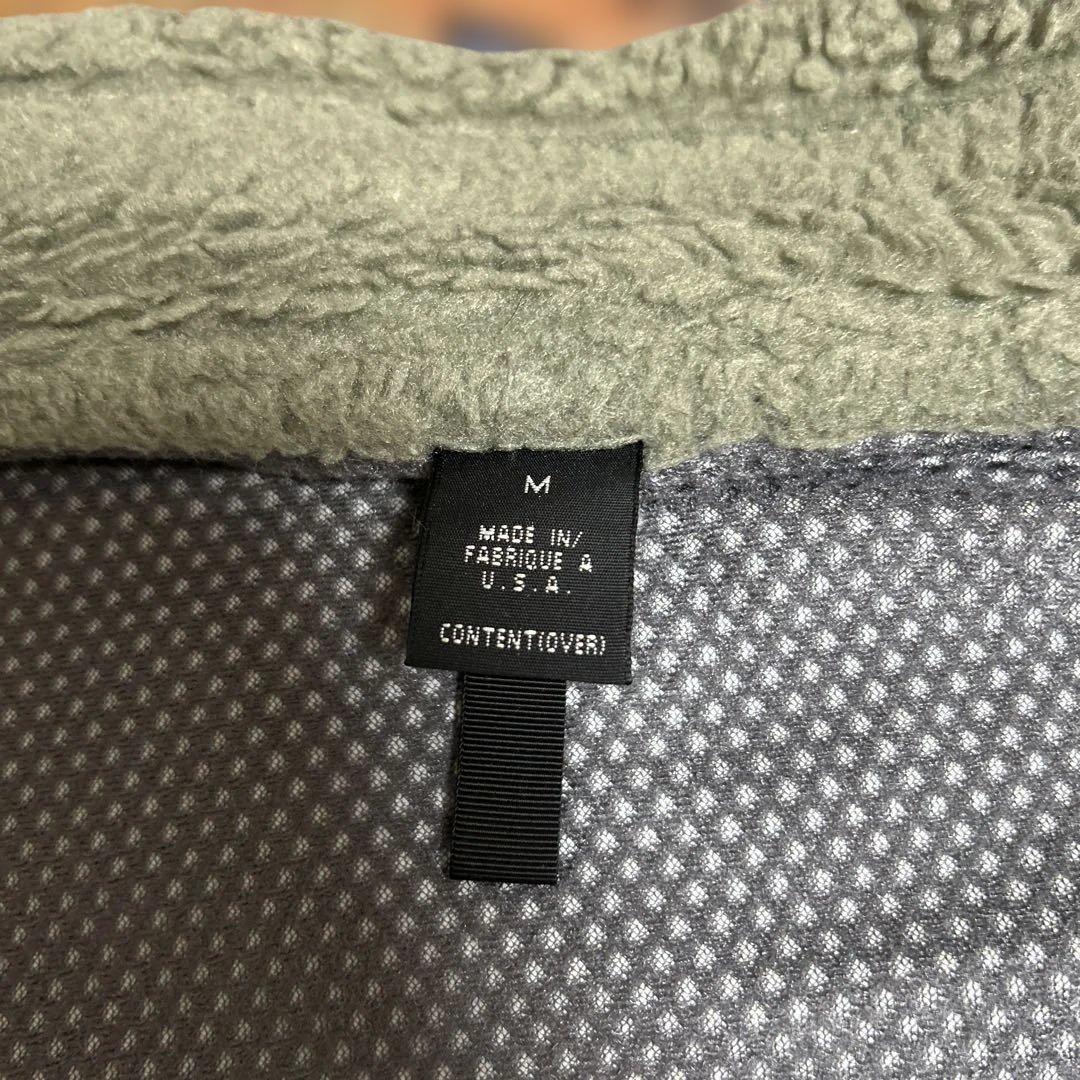 M
MADE IN/
FABRIQUE A
U.S.A.
CONTENT(OVER)